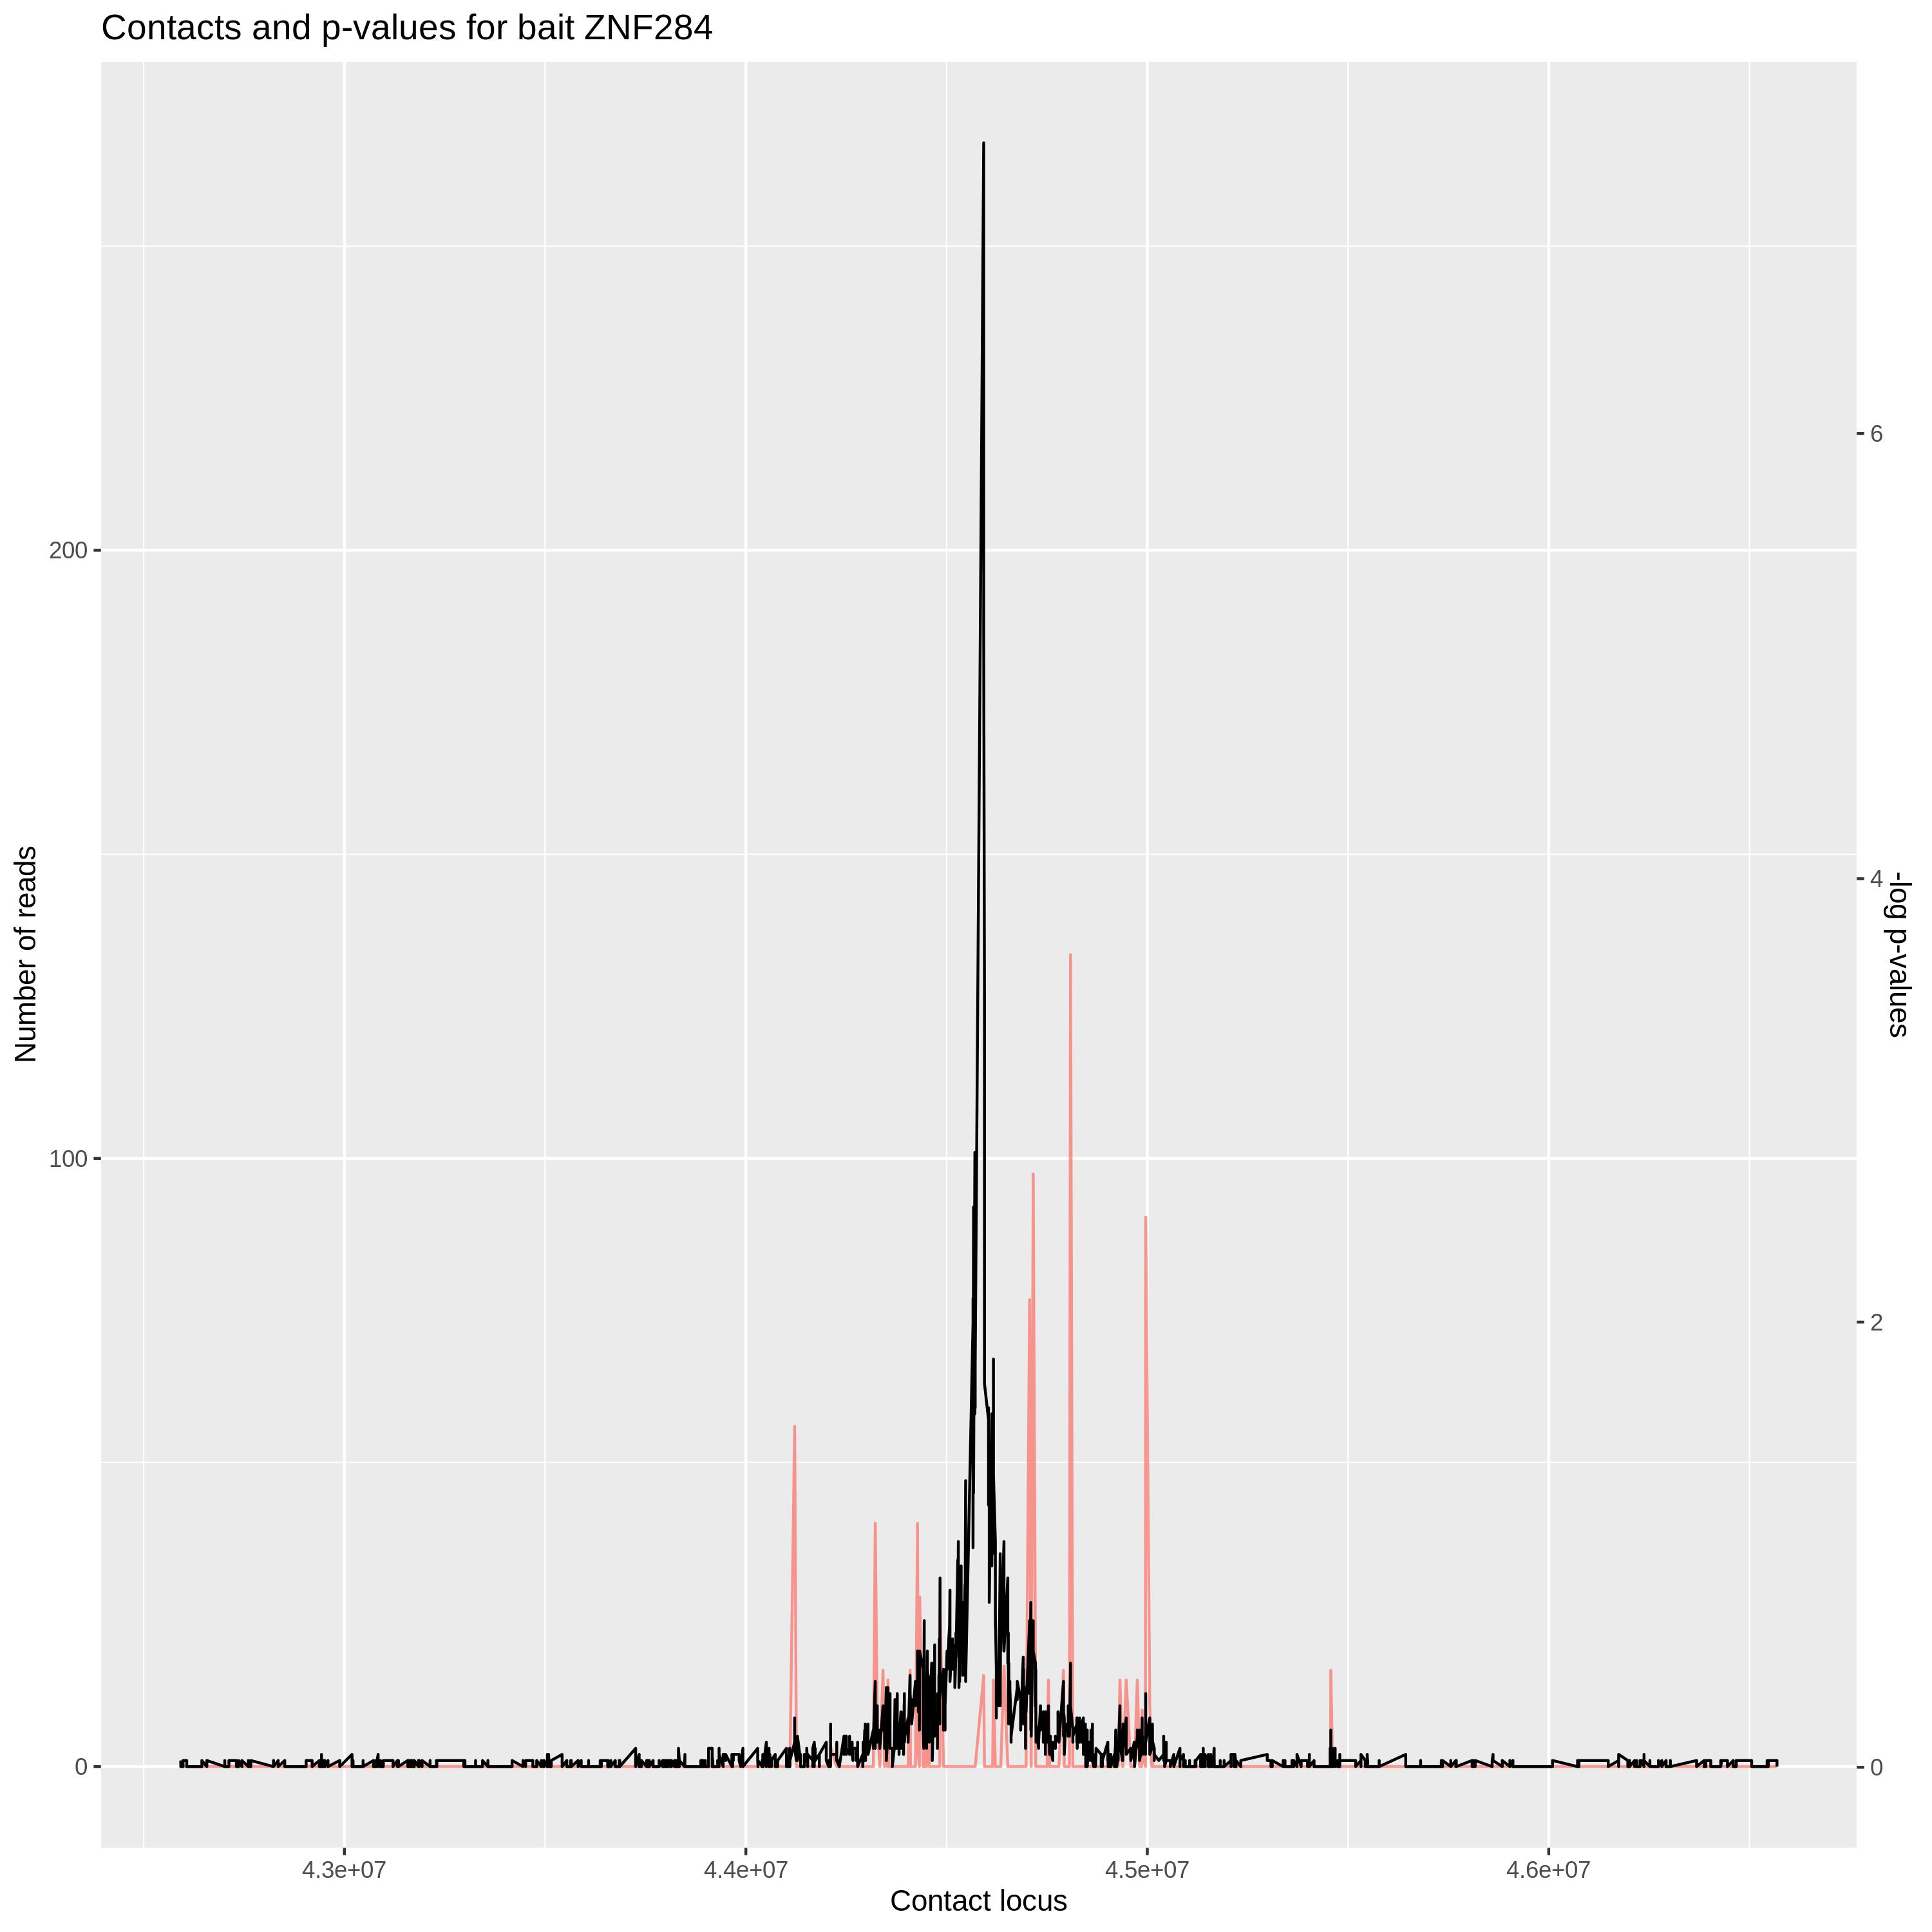 Contacts and p-values for bait ZNF284
Number of reads
200
100
0
6
4
2
0
-log p-values
4.3e+07
4.4e+07
4.5e+07
4.6e+07
Contact locus